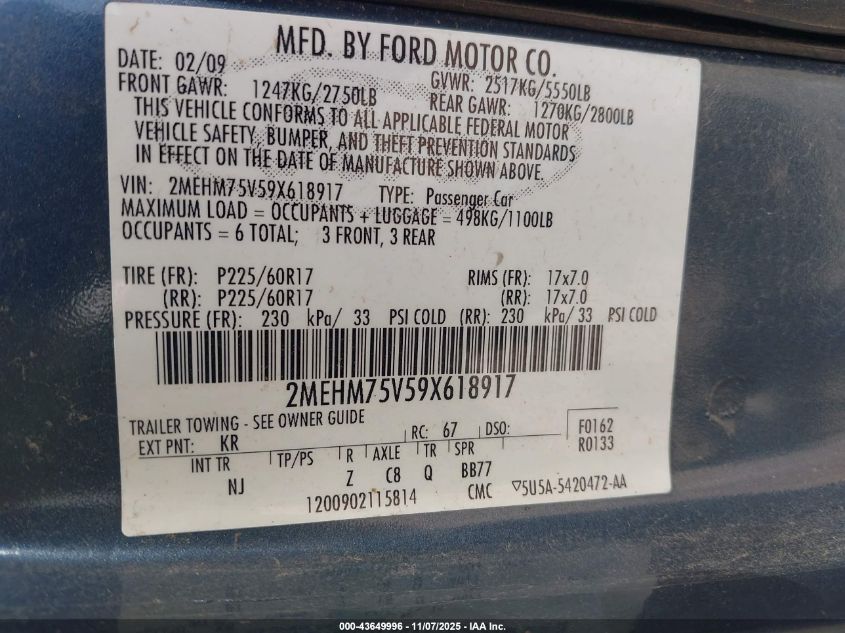 MFD. BY FORD MOTOR CO.
DATE: 02/09 GVWR: 2517KG/5550LB
FRONT GAWR: 1247KG/2750LB REAR GAWR: 1270KG/2800LB
THIS VEHICLE CONFORMS TO ALL APPLICABLE FEDERAL MOTOR
VEHICLE SAFETY, BUMPER, AND THEFT PREVENTION STANDARDS
IN EFFECT ON THE DATE OF MANUFACTURE SHOWN ABOVE.
VIN: 2MEHM75V59X618917 TYPE: Passenger Car
MAXIMUM LOAD = OCCUPANTS + LUGGAGE = 498KG/1100LB
OCCUPANTS = 6 TOTAL; 3 FRONT, 3 REAR
TIRE (FR): P225/60R17 RIMS (FR): 17x7.0
(RR): P225/60R17 (RR): 17x7.0
PRESSURE (FR): 230 kPa/ 33 PSI COLD (RR): 230 kPa/ 33 PSI COLD
2MEHM75V59X618917
TRAILER TOWING - SEE OWNER GUIDE
EXT PNT: KR RC: 67 DSO: F0162
R0133
INT TR TP/PS R AXLE TR SPR
NJ Z C8 Q BB77
1200902115814 CMC ▽5U5A-5420472-AA
000-43649996 - 11/07/2025 - IAA Inc.